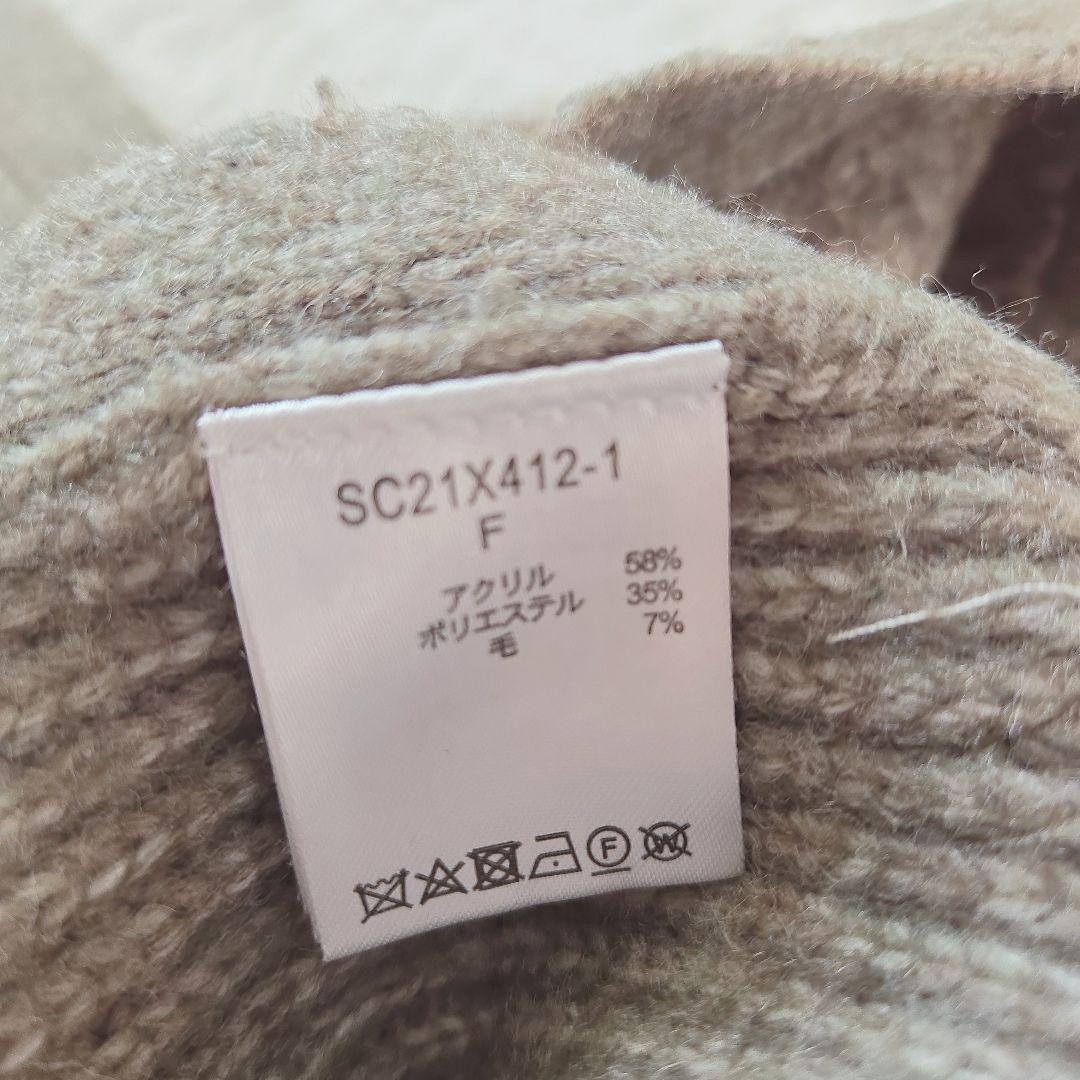 SC21X412-1
F
アクリル 58%
ポリエステル 35%
毛 7%
F W